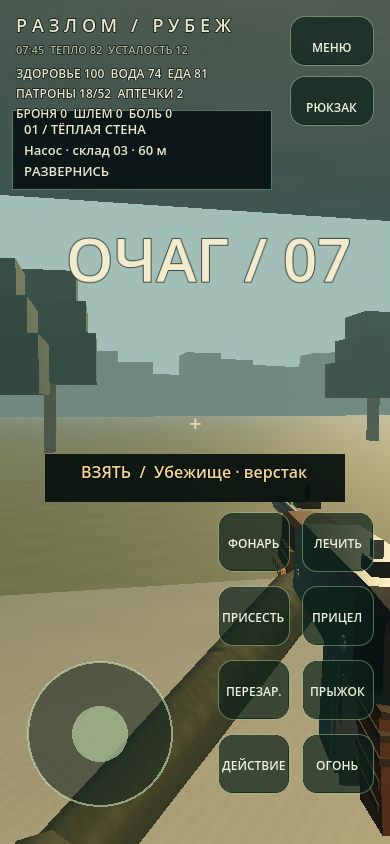 РАЗЛОМ / РУБЕЖ
МЕНЮ
07:45 ТЕПЛО 82 УСТАЛОСТЬ 12
ЗДОРОВЬЕ 100 ВОДА 74 ЕДА 81
ПАТРОНЫ 18/52 АПТЕЧКИ 2
РЮКЗАК
БРОНЯ 0 ШЛЕМ 0 БОЛЬ 0
01 / ТЁПЛАЯ СТЕНА
Насос · склад 03 · 60 м
РАЗВЕРНИСЬ
ОЧАГ / 07
+
ВЗЯТЬ / Убежище · верстак
ФОНАРЬ
ЛЕЧИТЬ
ПРИСЕСТЬ
ПРИЦЕЛ
ПЕРЕЗАР.
ПРЫЖОК
ДЕЙСТВИЕ
ОГОНЬ